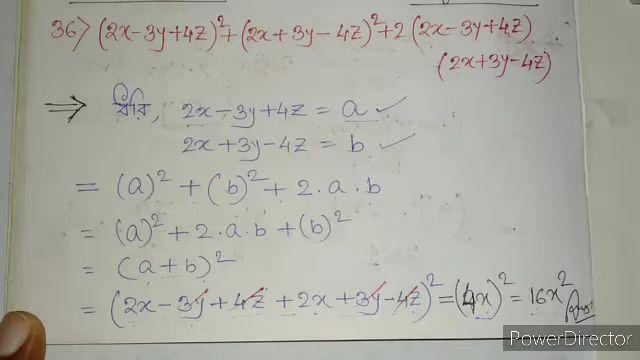 36> (2x-3y+4z)²+(2x+3y-4z)²+2(2x-3y+4z)
(2x+3y-4z)
⇒ ধরি, 2x-3y+4z = a ✓
2x+3y-4z = b ✓
= (a)²+(b)²+2.a.b
= (a)²+2.a.b+(b)²
= (a+b)²
= (2x-3y+4z+2x+3y-4z)²=(4x)²=16x²
PowerDirector